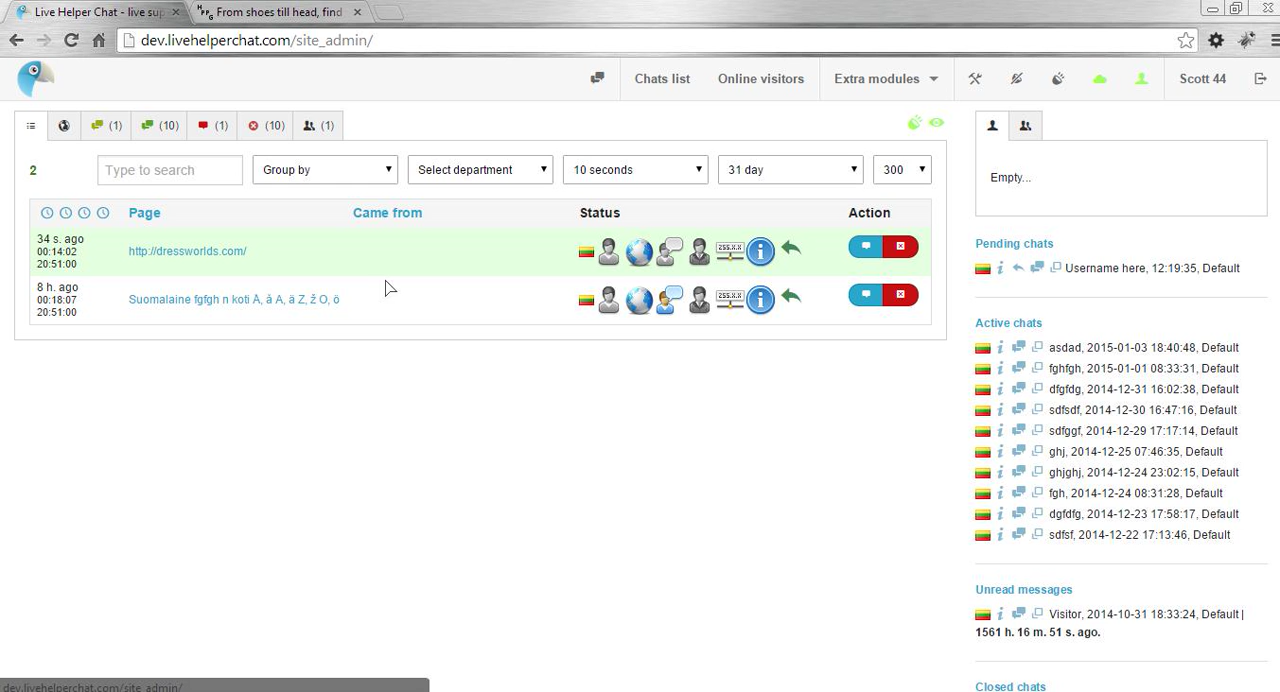 Live Helper Chat - live sup
From shoes till head, find
dev.livehelperchat.com/site_admin/
Chats list
Online visitors
Extra modules
Scott 44
(1)
(10)
(1)
(10)
(1)
2
Type to search
Group by
Select department
10 seconds
31 day
300
Page
Came from
Status
Action
34 s. ago
00:14:02
20:51:00
http://dressworlds.com/
8 h. ago
00:18:07
20:51:00
Suomalaine fgfgh n koti A, å A, ä Z, ž O, ö
Empty...
Pending chats
Username here, 12:19:35, Default
Active chats
asdad, 2015-01-03 18:40:48, Default
fghfgh, 2015-01-01 08:33:31, Default
dfgfdg, 2014-12-31 16:02:38, Default
sdfsdf, 2014-12-30 16:47:16, Default
sdfggf, 2014-12-29 17:17:14, Default
ghj, 2014-12-25 07:46:35, Default
ghjghj, 2014-12-24 23:02:15, Default
fgh, 2014-12-24 08:31:28, Default
dgfdfg, 2014-12-23 17:58:17, Default
sdfsf, 2014-12-22 17:13:46, Default
Unread messages
Visitor, 2014-10-31 18:33:24, Default |
1561 h. 16 m. 51 s. ago.
Closed chats
dev.livehelperchat.com/site_admin/